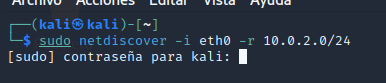 Archivo Acciones Editar Vista Ayuda
┌──(kali㉿kali)-[~]
└─$ sudo netdiscover -i eth0 -r 10.0.2.0/24
[sudo] contraseña para kali: